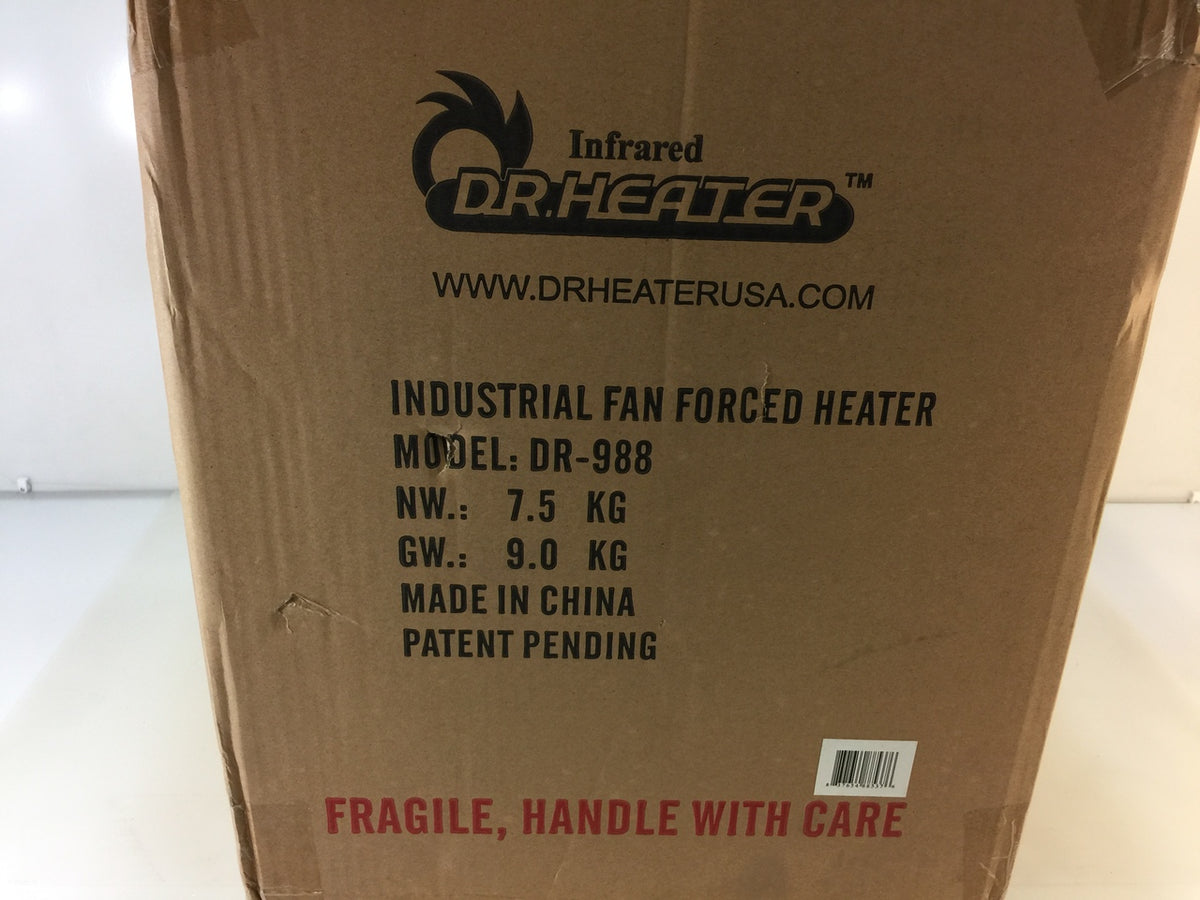 Infrared
DR.HEATER™
WWW.DRHEATERUSA.COM
INDUSTRIAL FAN FORCED HEATER
MODEL: DR-988
NW.: 7.5 KG
GW.: 9.0 KG
MADE IN CHINA
PATENT PENDING
FRAGILE, HANDLE WITH CARE